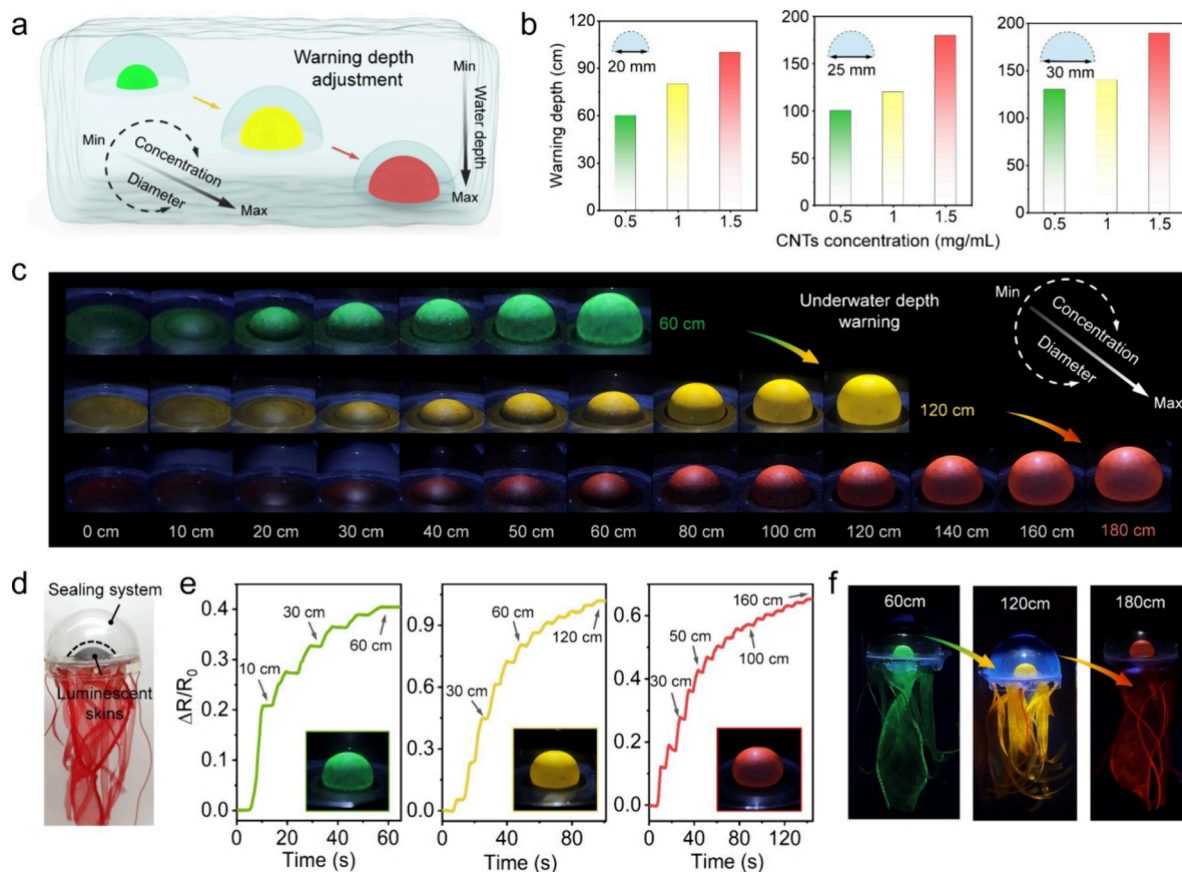 a
Warning depth
adjustment
Min
Water depth
Max
Min
Concentration
Diameter
Max
b
Warning depth (cm)
120
90
60
30
0
20 mm
0.5 1 1.5
200
150
100
50
0
25 mm
0.5 1 1.5
200
150
100
50
0
30 mm
0.5 1 1.5
CNTs concentration (mg/mL)
c
60 cm
Underwater depth
warning
Min
Concentration
Diameter
Max
120 cm
0 cm 10 cm 20 cm 30 cm 40 cm 50 cm 60 cm 80 cm 100 cm 120 cm 140 cm 160 cm 180 cm
d
Sealing system
Luminescent
skins
e
ΔR/R0
0.4
0.3
0.2
0.1
0.0
10 cm
30 cm
60 cm
0 20 40 60
Time (s)
0.9
0.6
0.3
0.0
30 cm
60 cm
120 cm
0 20 40 60 80 100
Time (s)
0.6
0.4
0.2
0.0
30 cm
50 cm
100 cm
160 cm
0 40 80 120
Time (s)
f
60cm
120cm
180cm